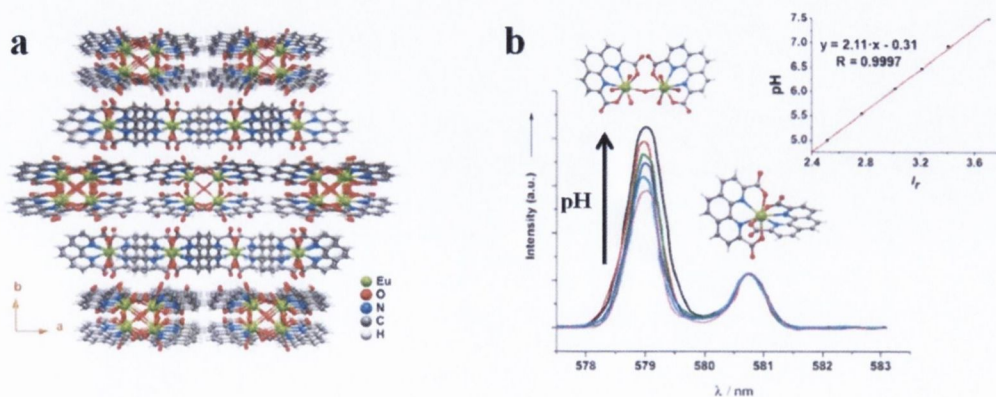 a
Eu
O
N
C
H
b
a
b
Intensity (a.u.)
pH
578 579 580 581 582 583
λ / nm
pH
7.5
7.0
6.5
6.0
5.5
5.0
y = 2.11·x - 0.31
R = 0.9997
2.4 2.8 3.2 3.6
Ir